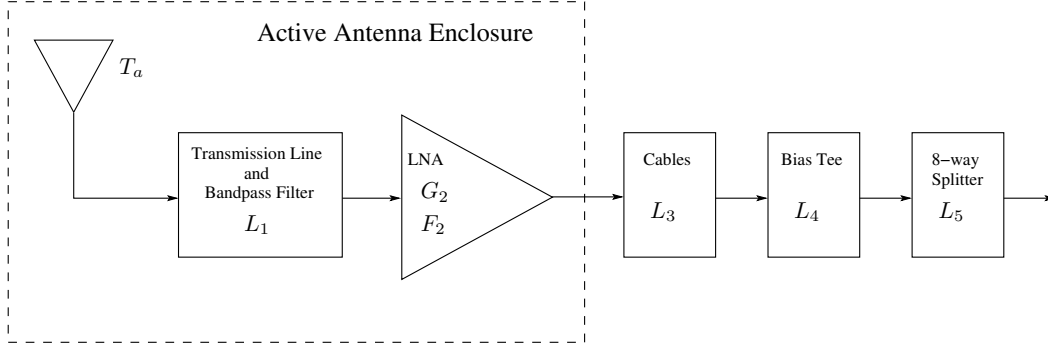 Active Antenna Enclosure
T_a
Transmission Line
and
Bandpass Filter
L_1
LNA
G_2
F_2
Cables
L_3
Bias Tee
L_4
8−way
Splitter
L_5